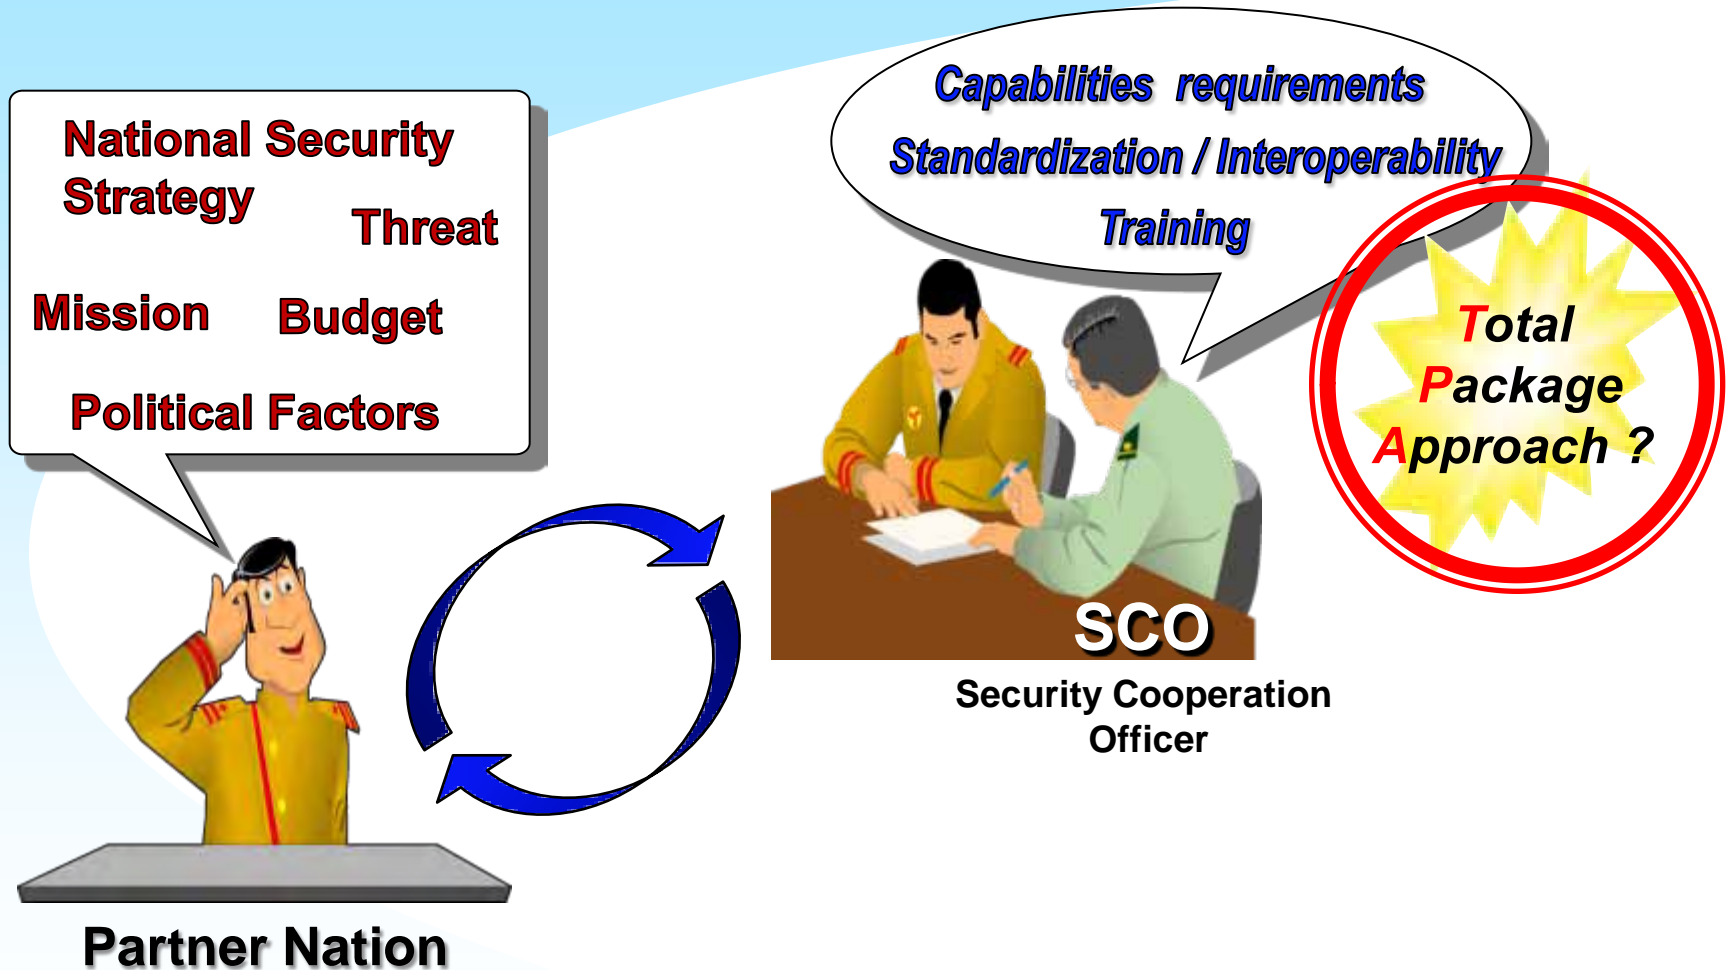 National Security
Strategy
Threat
Mission
Budget
Political Factors
Partner Nation
Capabilities requirements
Standardization / Interoperability
Training
Total
Package
Approach ?
SCO
Security Cooperation
Officer